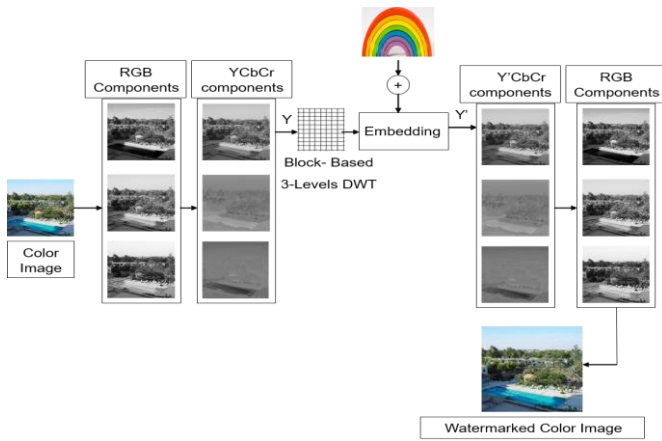 RGB
Components
YCbCr
components
Y
Block- Based
3-Levels DWT
+
Embedding
Y'
Y'CbCr
components
RGB
Components
Color
Image
Watermarked Color Image